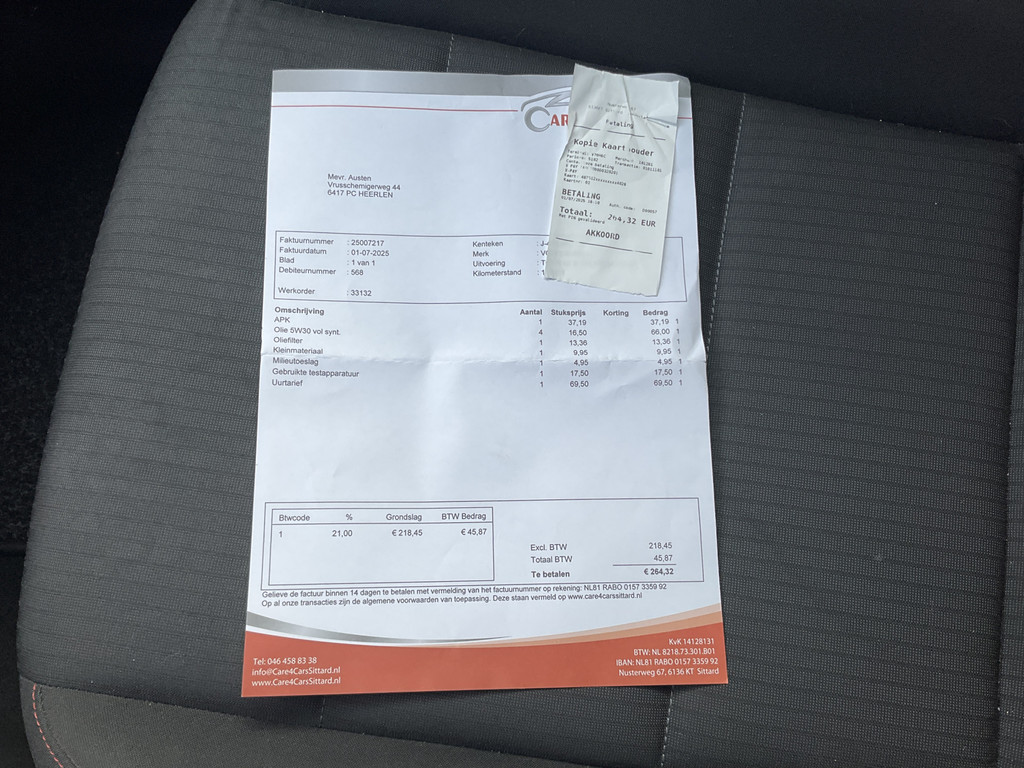 CAR
Betaling
Kopie Kaarthouder
BETALING
Totaal: 264,32 EUR
AKKOORD
Mevr. Austen
Vrusschemigerweg 44
6417 PC HEERLEN
Faktuurnummer : 25007217 Kenteken : J-
Faktuurdatum : 01-07-2025 Merk : V
Blad : 1 van 1 Uitvoering : T
Debiteurnummer : 568 Kilometerstand : 1
Werkorder : 33132
Omschrijving Aantal Stuksprijs Korting Bedrag
APK 1 37,19 37,19 1
Olie 5W30 vol synt. 4 16,50 66,00 1
Oliefilter 1 13,36 13,36 1
Kleinmateriaal 1 9,95 9,95 1
Milieutoeslag 1 4,95 4,95 1
Gebruikte testapparatuur 1 17,50 17,50 1
Uurtarief 1 69,50 69,50 1
Btwcode % Grondslag BTW Bedrag
1 21,00 € 218,45 € 45,87
Excl. BTW 218,45
Totaal BTW 45,87
Te betalen € 264,32
Gelieve de factuur binnen 14 dagen te betalen met vermelding van het factuurnummer op rekening: NL81 RABO 0157 3359 92
Op al onze transacties zijn de algemene voorwaarden van toepassing. Deze staan vermeld op www.care4carssittard.nl
Tel: 046 458 83 38
info@Care4CarsSittard.nl
www.Care4CarsSittard.nl
KvK 14128131
BTW: NL 8218.73.301.B01
IBAN: NL81 RABO 0157 3359 92
Nusterweg 67, 6136 KT Sittard